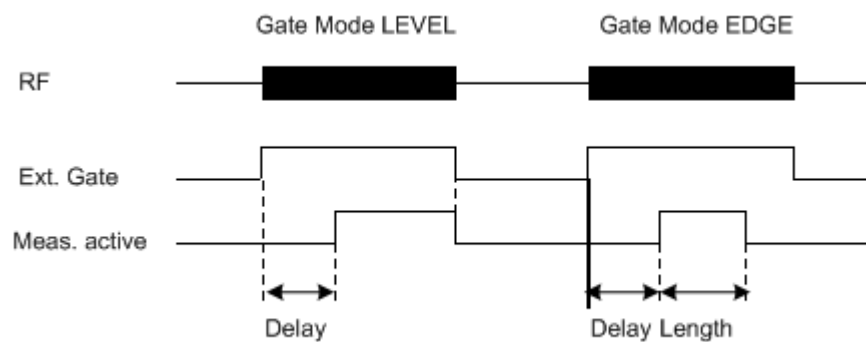 Gate Mode LEVEL Gate Mode EDGE
RF
Ext. Gate
Meas. active
Delay Delay Length